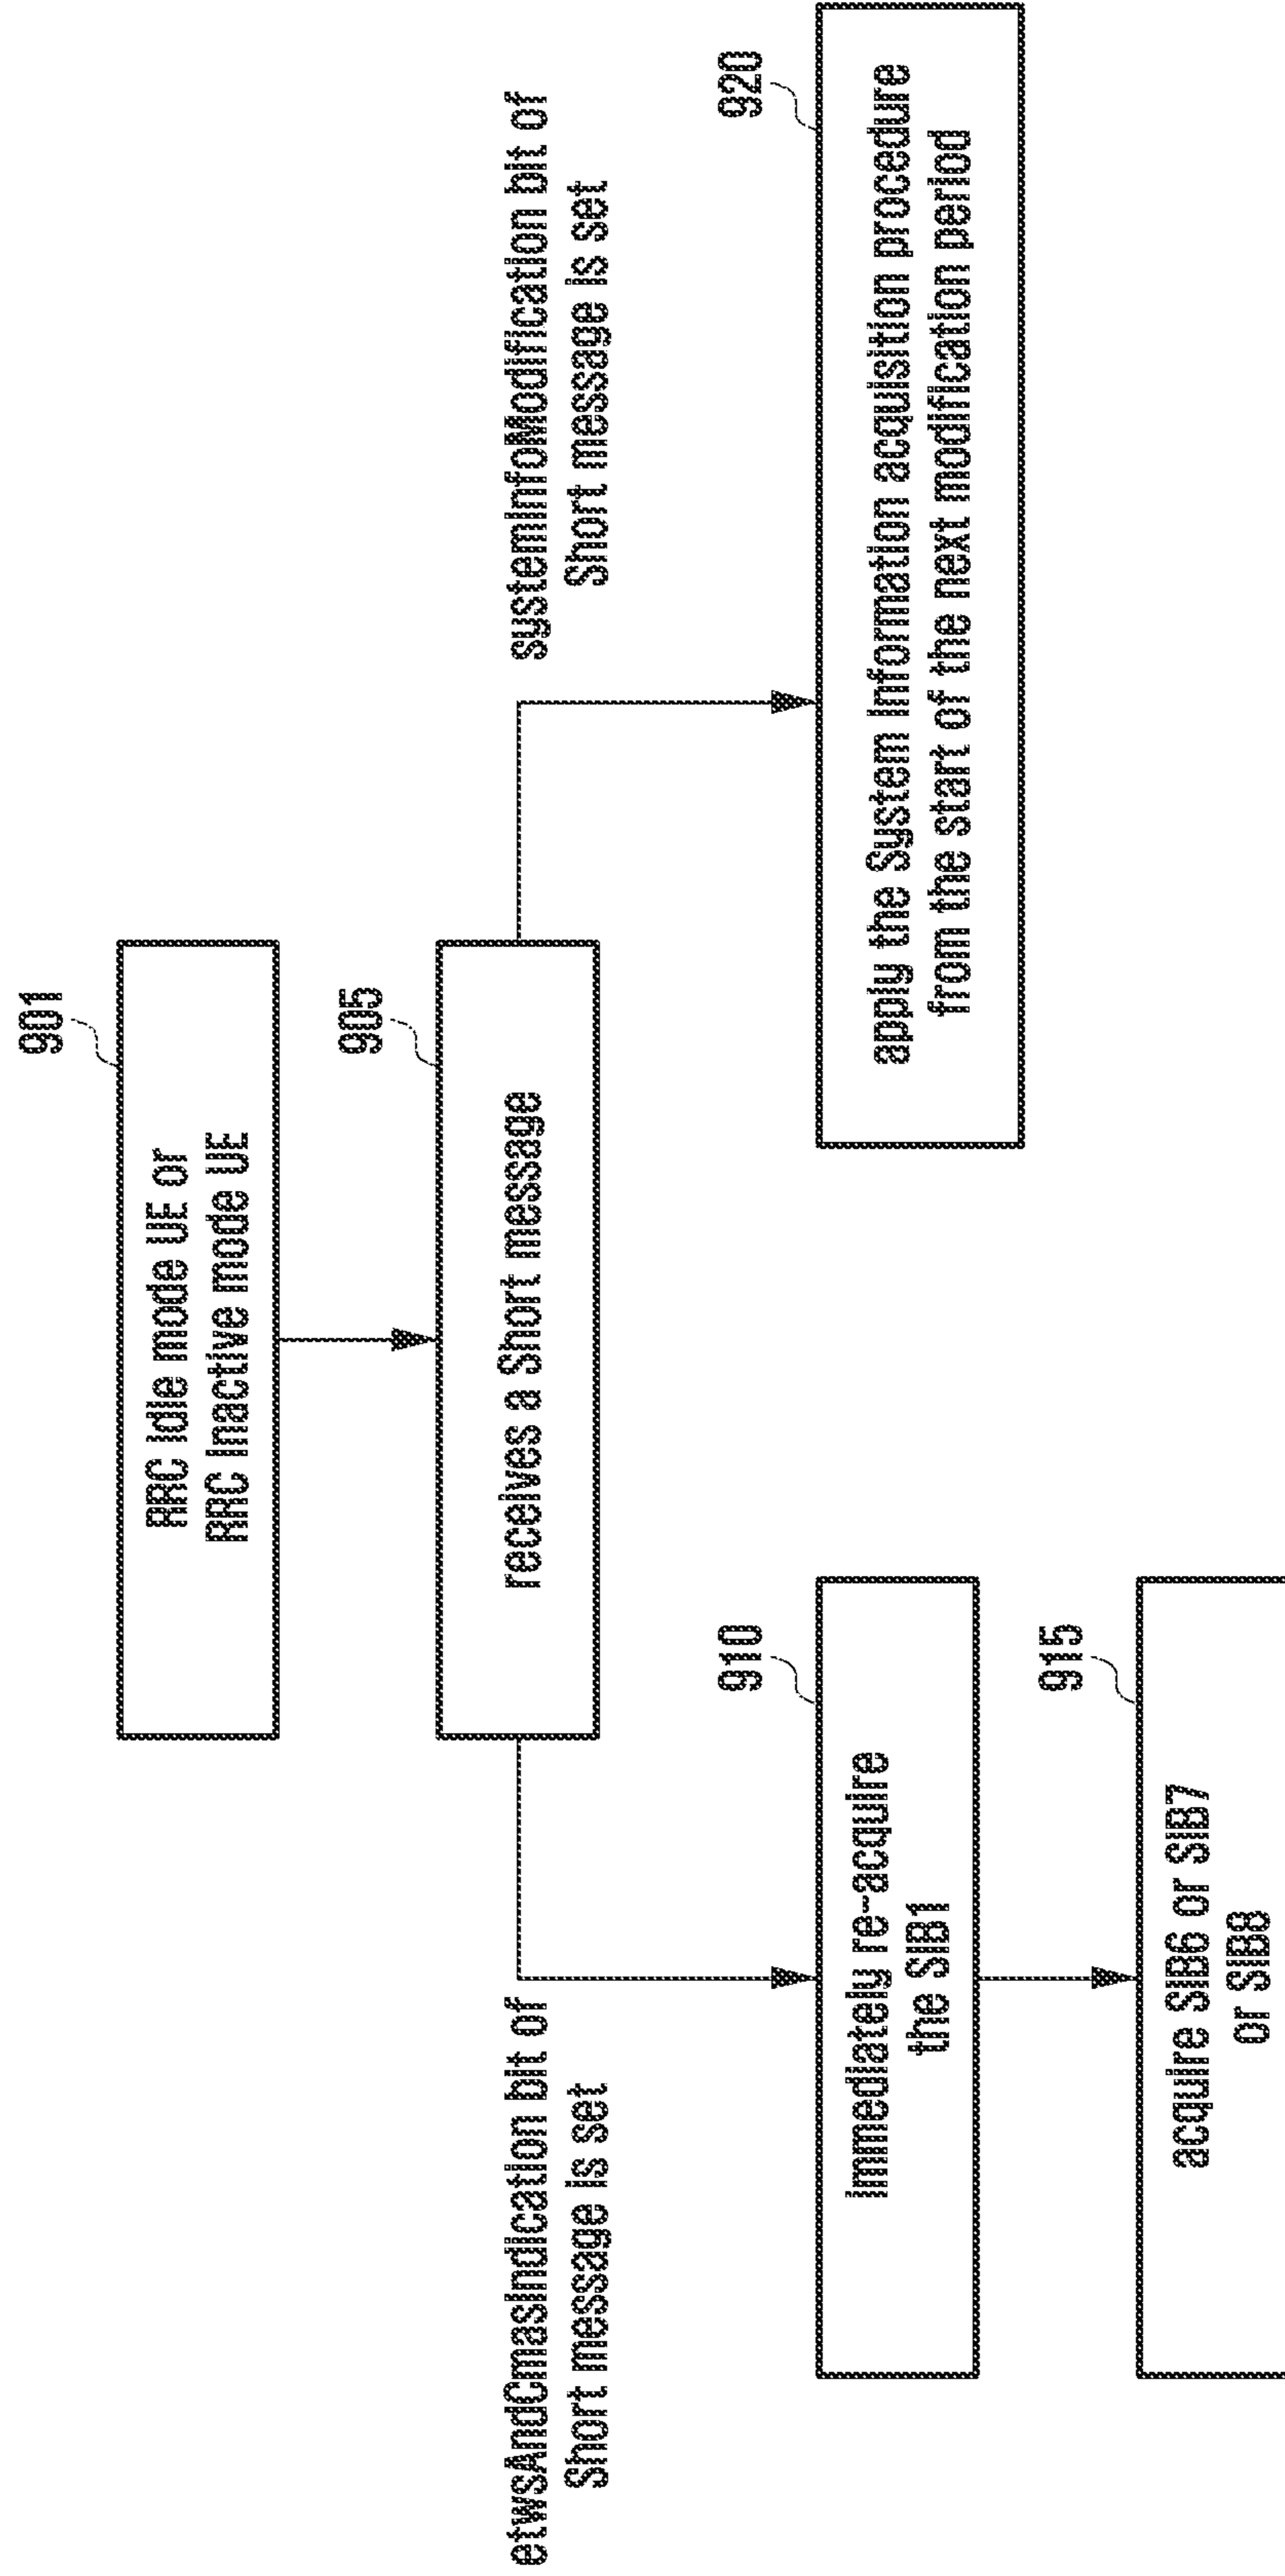 901
RRC Idle mode UE or
RRC Inactive mode UE
905
receives a Short message
etwsAndCmasIndication bit of
Short message is set
systemInfoModification bit of
Short message is set
910
immediately re-acquire
the SIB1
920
apply the System Information acquisition procedure
from the start of the next modification period
915
acquire SIB6 or SIB7
or SIB8